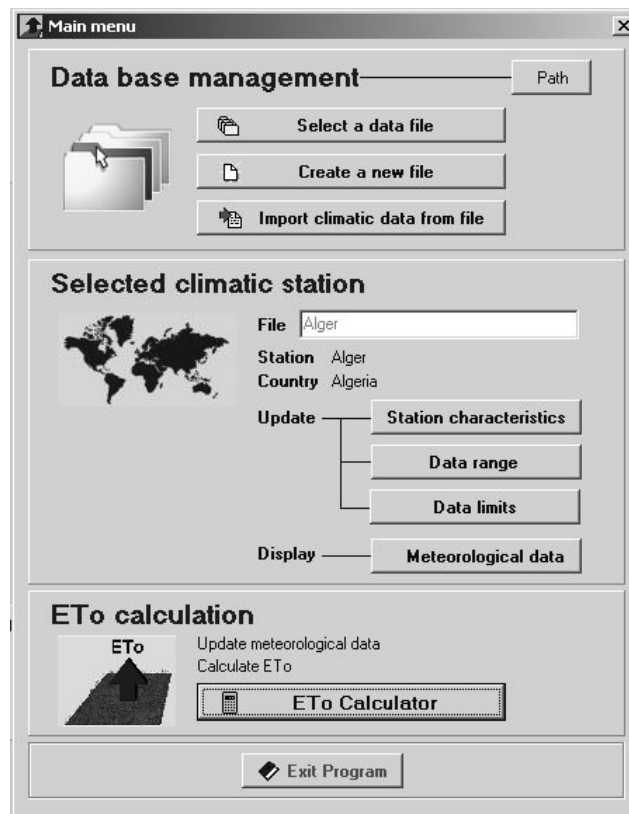 Main menu
Data base management
Path
Select a data file
Create a new file
Import climatic data from file
Selected climatic station
File Alger
Station Alger
Country Algeria
Update Station characteristics
Data range
Data limits
Display Meteorological data
ETo calculation
ETo
Update meteorological data
Calculate ETo
ETo Calculator
Exit Program